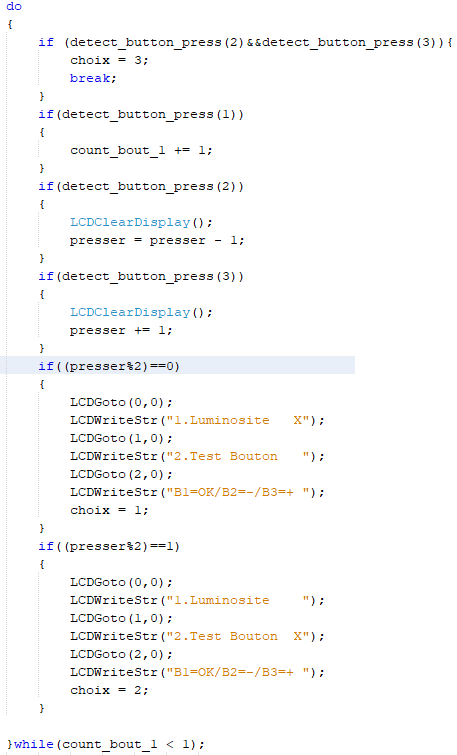 do
{
    if (detect_button_press(2)&&detect_button_press(3)){
        choix = 3;
        break;
    }
    if(detect_button_press(1))
    {
        count_bout_1 += 1;
    }
    if(detect_button_press(2))
    {
        LCDClearDisplay();
        presser = presser - 1;
    }
    if(detect_button_press(3))
    {
        LCDClearDisplay();
        presser += 1;
    }
    if((presser%2)==0)
    {
        LCDGoto(0,0);
        LCDWriteStr("1.Luminosite   X");
        LCDGoto(1,0);
        LCDWriteStr("2.Test Bouton   ");
        LCDGoto(2,0);
        LCDWriteStr("B1=OK/B2=-/B3=+ ");
        choix = 1;
    }
    if((presser%2)==1)
    {
        LCDGoto(0,0);
        LCDWriteStr("1.Luminosite    ");
        LCDGoto(1,0);
        LCDWriteStr("2.Test Bouton  X");
        LCDGoto(2,0);
        LCDWriteStr("B1=OK/B2=-/B3=+ ");
        choix = 2;
    }
}while(count_bout_1 < 1);